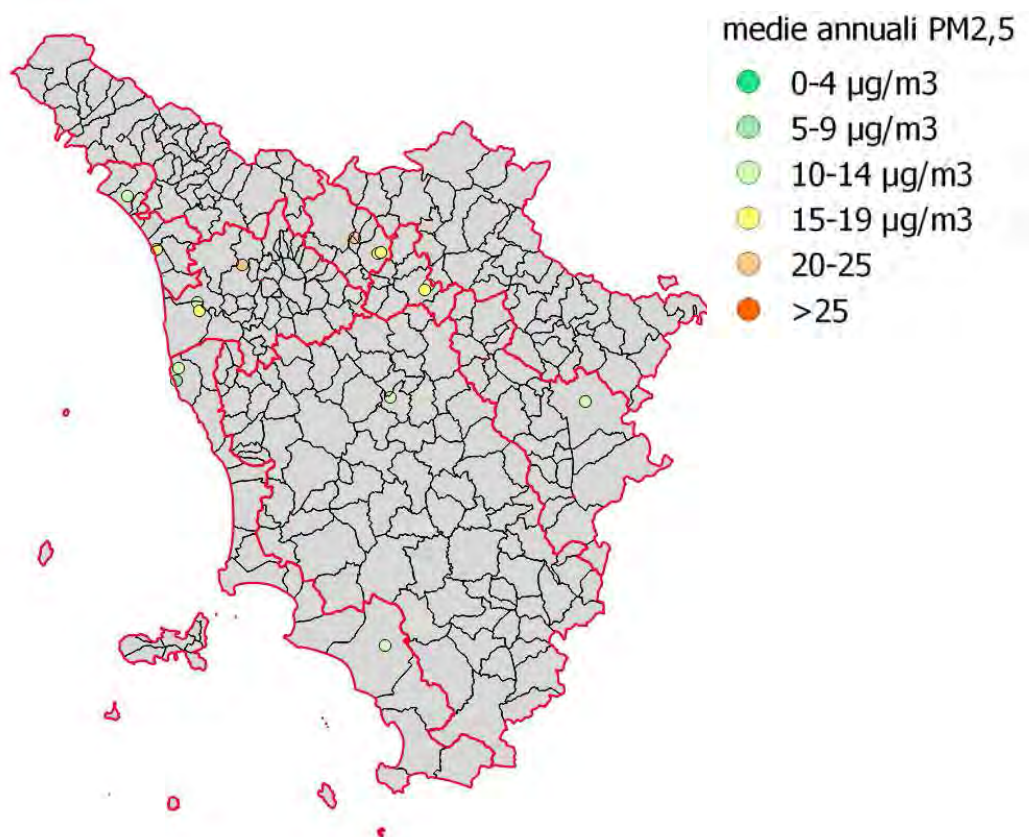 medie annuali PM2,5
0-4 µg/m3
5-9 µg/m3
10-14 µg/m3
15-19 µg/m3
20-25
>25